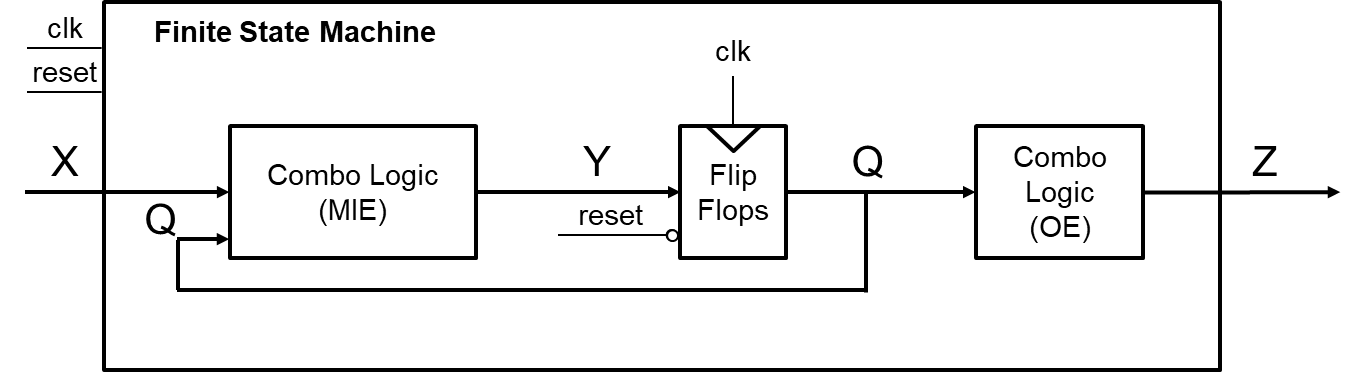 clk
Finite State Machine
reset
clk
X
Q
Combo Logic
(MIE)
Y
reset
Flip
Flops
Q
Combo
Logic
(OE)
Z